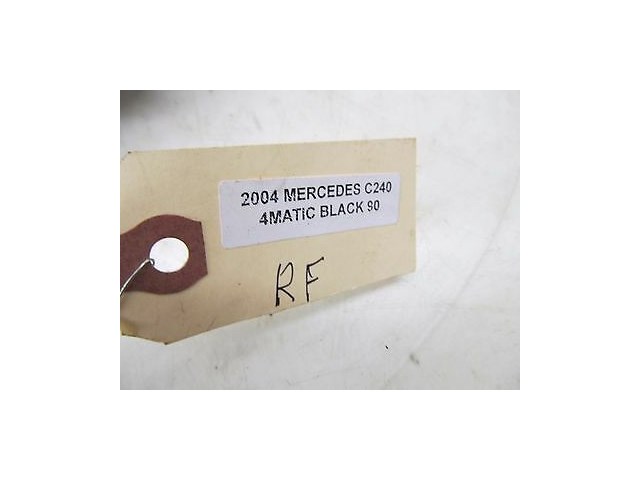 2004 MERCEDES C240
4MATIC BLACK 90
RF